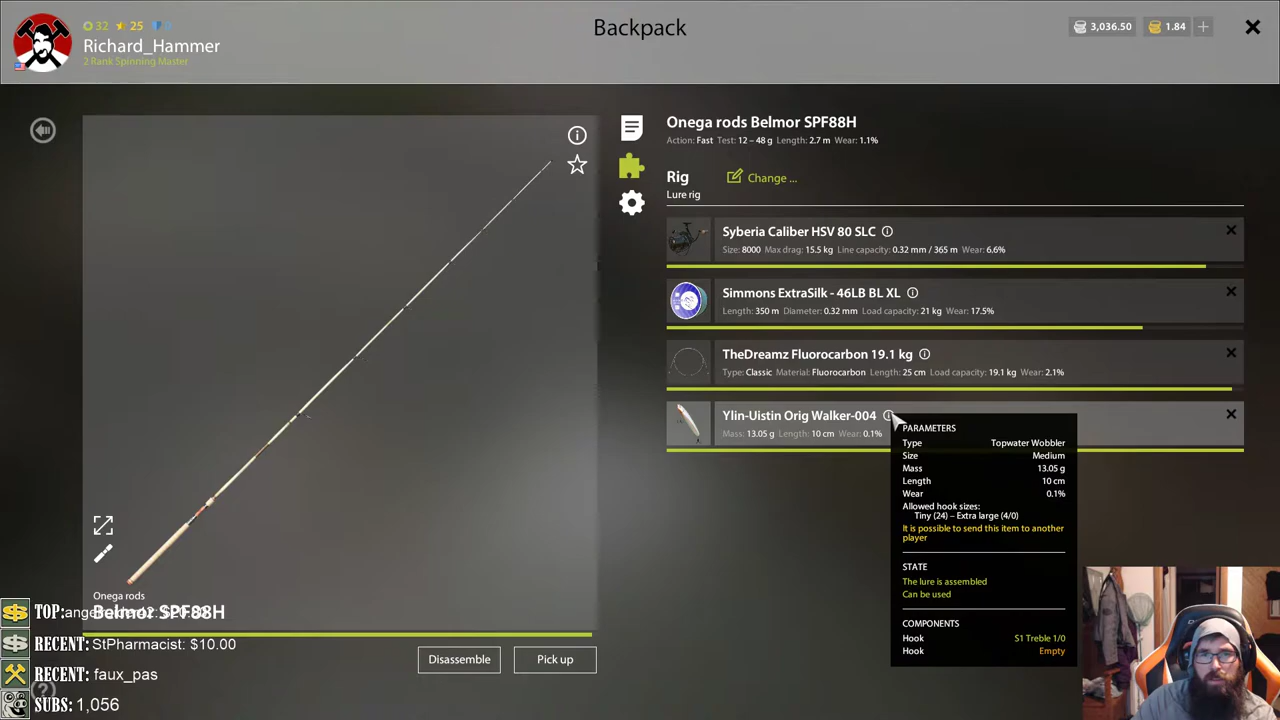 32 25
Richard_Hammer
2 Rank Spinning Master
Backpack
3,036.50 1.84
Onega rods Belmor SPF88H
Action: Fast Test: 12 – 48 g Length: 2.7 m Wear: 1.1%
Rig Change ...
Lure rig
Syberia Caliber HSV 80 SLC
Size: 8000 Max drag: 15.5 kg Line capacity: 0.32 mm / 365 m Wear: 6.6%
Simmons ExtraSilk - 46LB BL XL
Length: 350 m Diameter: 0.32 mm Load capacity: 21 kg Wear: 17.5%
TheDreamz Fluorocarbon 19.1 kg
Type: Classic Material: Fluorocarbon Length: 25 cm Load capacity: 19.1 kg Wear: 2.1%
Ylin-Uistin Orig Walker-004
Mass: 13.05 g Length: 10 cm Wear: 0.1%
PARAMETERS
Type Topwater Wobbler
Size Medium
Mass 13.05 g
Length 10 cm
Wear 0.1%
Allowed hook sizes:
Tiny (24) – Extra large (4/0)
It is possible to send this item to another
player
STATE
The lure is assembled
Can be used
COMPONENTS
Hook S1 Treble 1/0
Hook Empty
Onega rods
Belmor SPF88H
Disassemble Pick up
TOP:
RECENT: StPharmacist: $10.00
RECENT: faux_pas
SUBS: 1,056